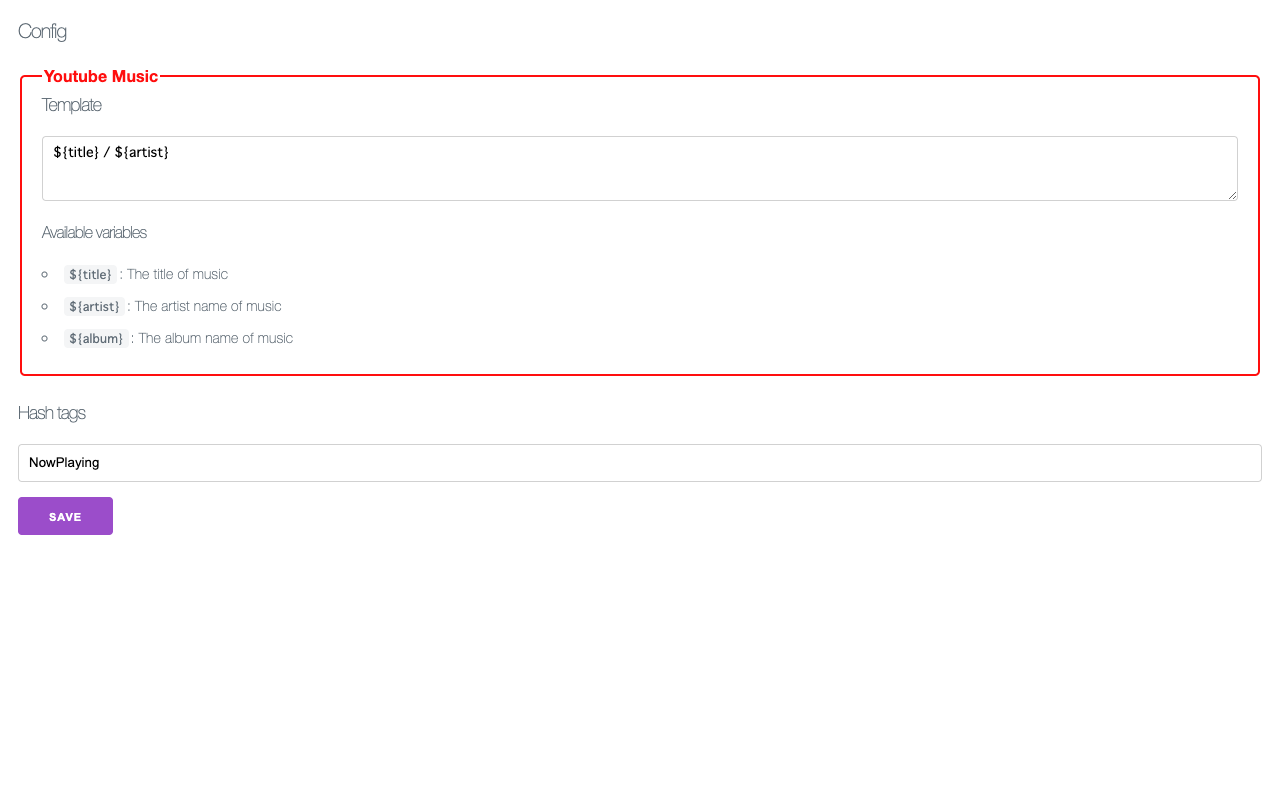 Config
Youtube Music
Template
${title} / ${artist}
Available variables
${title} : The title of music
${artist} : The artist name of music
${album} : The album name of music
Hash tags
NowPlaying
SAVE